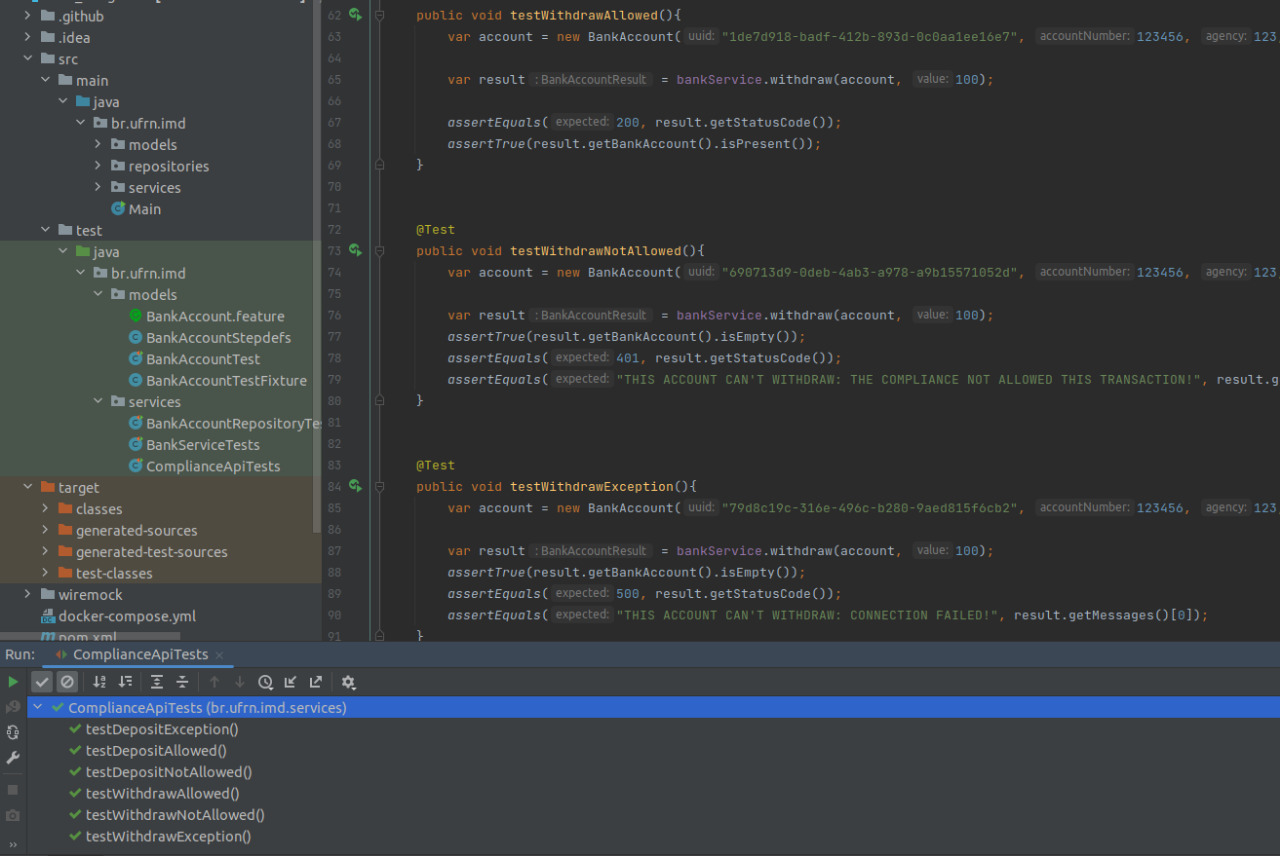 .github
.idea
src
main
java
br.ufrn.imd
models
repositories
services
Main
test
java
br.ufrn.imd
models
BankAccount.feature
BankAccountStepdefs
BankAccountTest
BankAccountTestFixture
services
BankAccountRepositoryTe
BankServiceTests
ComplianceApiTests
target
classes
generated-sources
generated-test-sources
test-classes
wiremock
docker-compose.yml
pom.xml
62 public void testWithdrawAllowed(){
63 var account = new BankAccount( uuid: "1de7d918-badf-412b-893d-0c0aa1ee16e7", accountNumber: 123456, agency: 123,
64
65 var result : BankAccountResult = bankService.withdraw(account, value: 100);
66
67 assertEquals( expected: 200, result.getStatusCode());
68 assertTrue(result.getBankAccount().isPresent());
69 }
70
71
72 @Test
73 public void testWithdrawNotAllowed(){
74 var account = new BankAccount( uuid: "690713d9-0deb-4ab3-a978-a9b15571052d", accountNumber: 123456, agency: 123,
75
76 var result : BankAccountResult = bankService.withdraw(account, value: 100);
77 assertTrue(result.getBankAccount().isEmpty());
78 assertEquals( expected: 401, result.getStatusCode());
79 assertEquals( expected: "THIS ACCOUNT CAN'T WITHDRAW: THE COMPLIANCE NOT ALLOWED THIS TRANSACTION!", result.g
80 }
81
82
83 @Test
84 public void testWithdrawException(){
85 var account = new BankAccount( uuid: "79d8c19c-316e-496c-b280-9aed815f6cb2", accountNumber: 123456, agency: 123,
86
87 var result : BankAccountResult = bankService.withdraw(account, value: 100);
88 assertTrue(result.getBankAccount().isEmpty());
89 assertEquals( expected: 500, result.getStatusCode());
90 assertEquals( expected: "THIS ACCOUNT CAN'T WITHDRAW: CONNECTION FAILED!", result.getMessages()[0]);
91 }
Run: ComplianceApiTests
ComplianceApiTests (br.ufrn.imd.services)
testDepositException()
testDepositAllowed()
testDepositNotAllowed()
testWithdrawAllowed()
testWithdrawNotAllowed()
testWithdrawException()